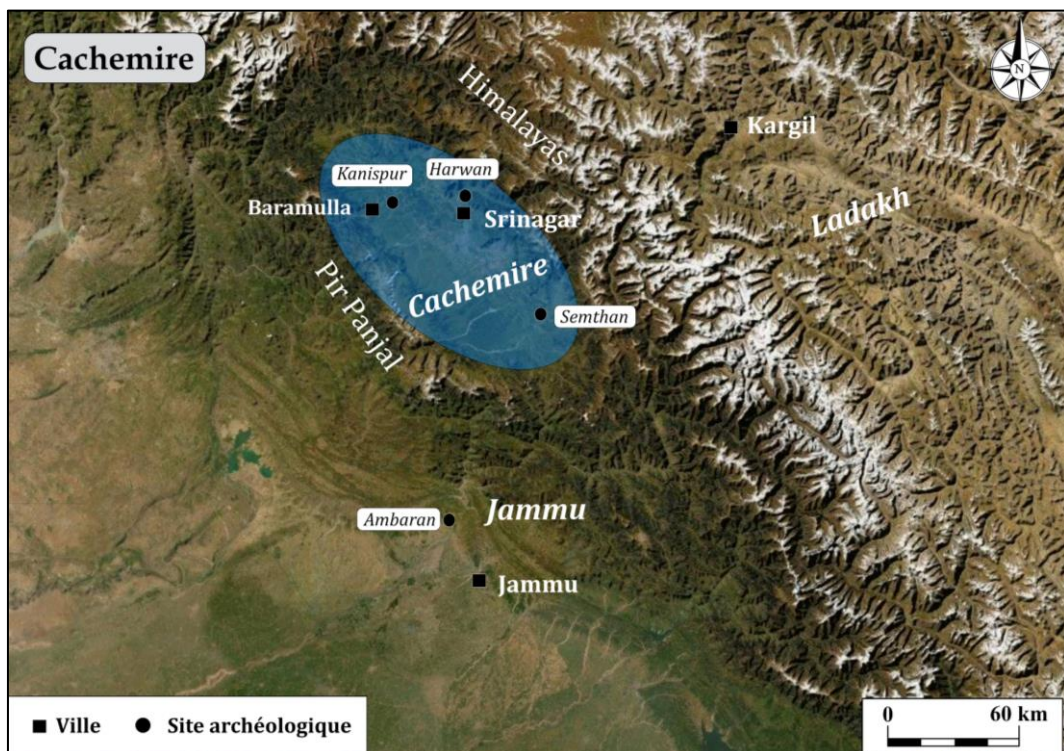 Cachemire
N
Himalayas
Kargil
Kanispur
Harwan
Baramulla
Srinagar
Ladakh
Cachemire
Pir Panjal
Semthan
Ambaran
Jammu
Jammu
Ville
Site archéologique
0
60 km